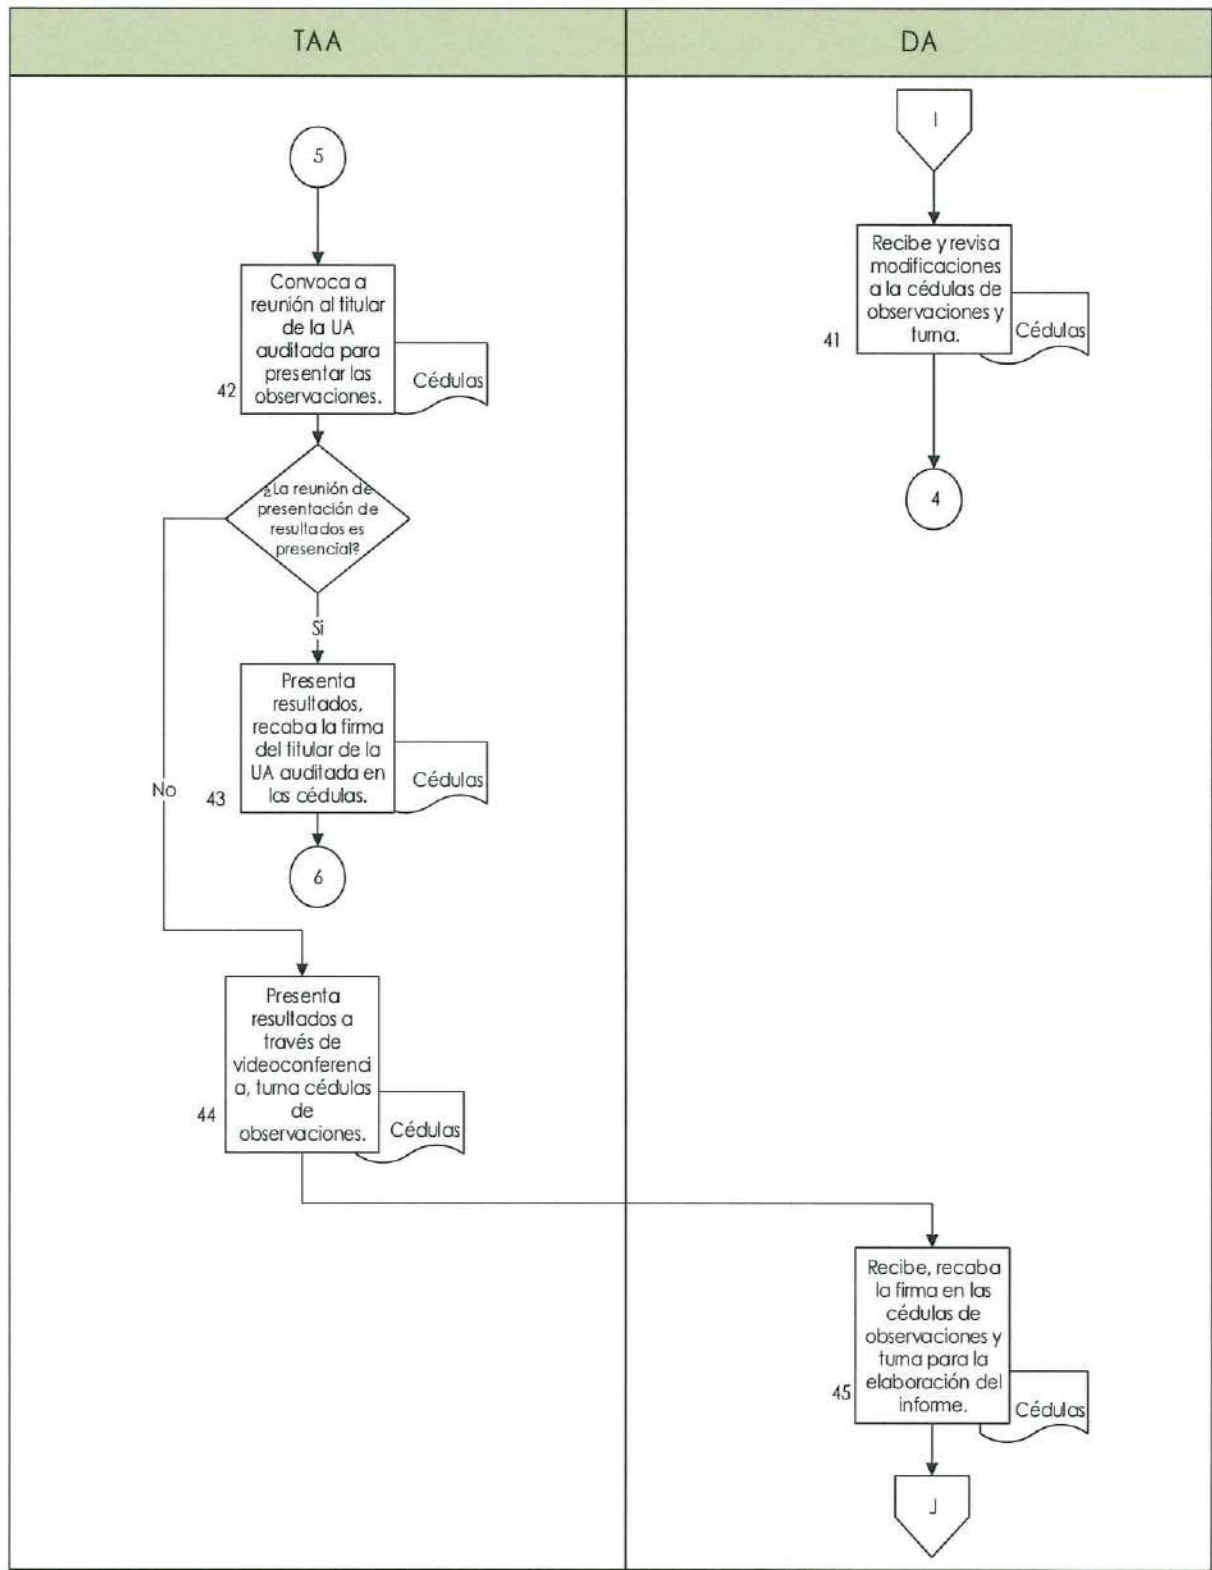 TAA
DA
5
Convoca a
reunión al titular
de la UA
auditada para
presentar las
observaciones.
42
Cédulas
¿La reunión de
presentación de
resultados es
presencial?
Si
No
Presenta
resultados,
recaba la firma
del titular de la
UA auditada en
las cédulas.
43
Cédulas
6
Presenta
resultados a
través de
videoconferenci
a, turna cédulas
de
observaciones.
44
Cédulas
I
Recibe y revisa
modificaciones
a la cédulas de
observaciones y
turna.
41
Cédulas
4
Recibe, recaba
la firma en las
cédulas de
observaciones y
turna para la
elaboración del
informe.
45
Cédulas
J